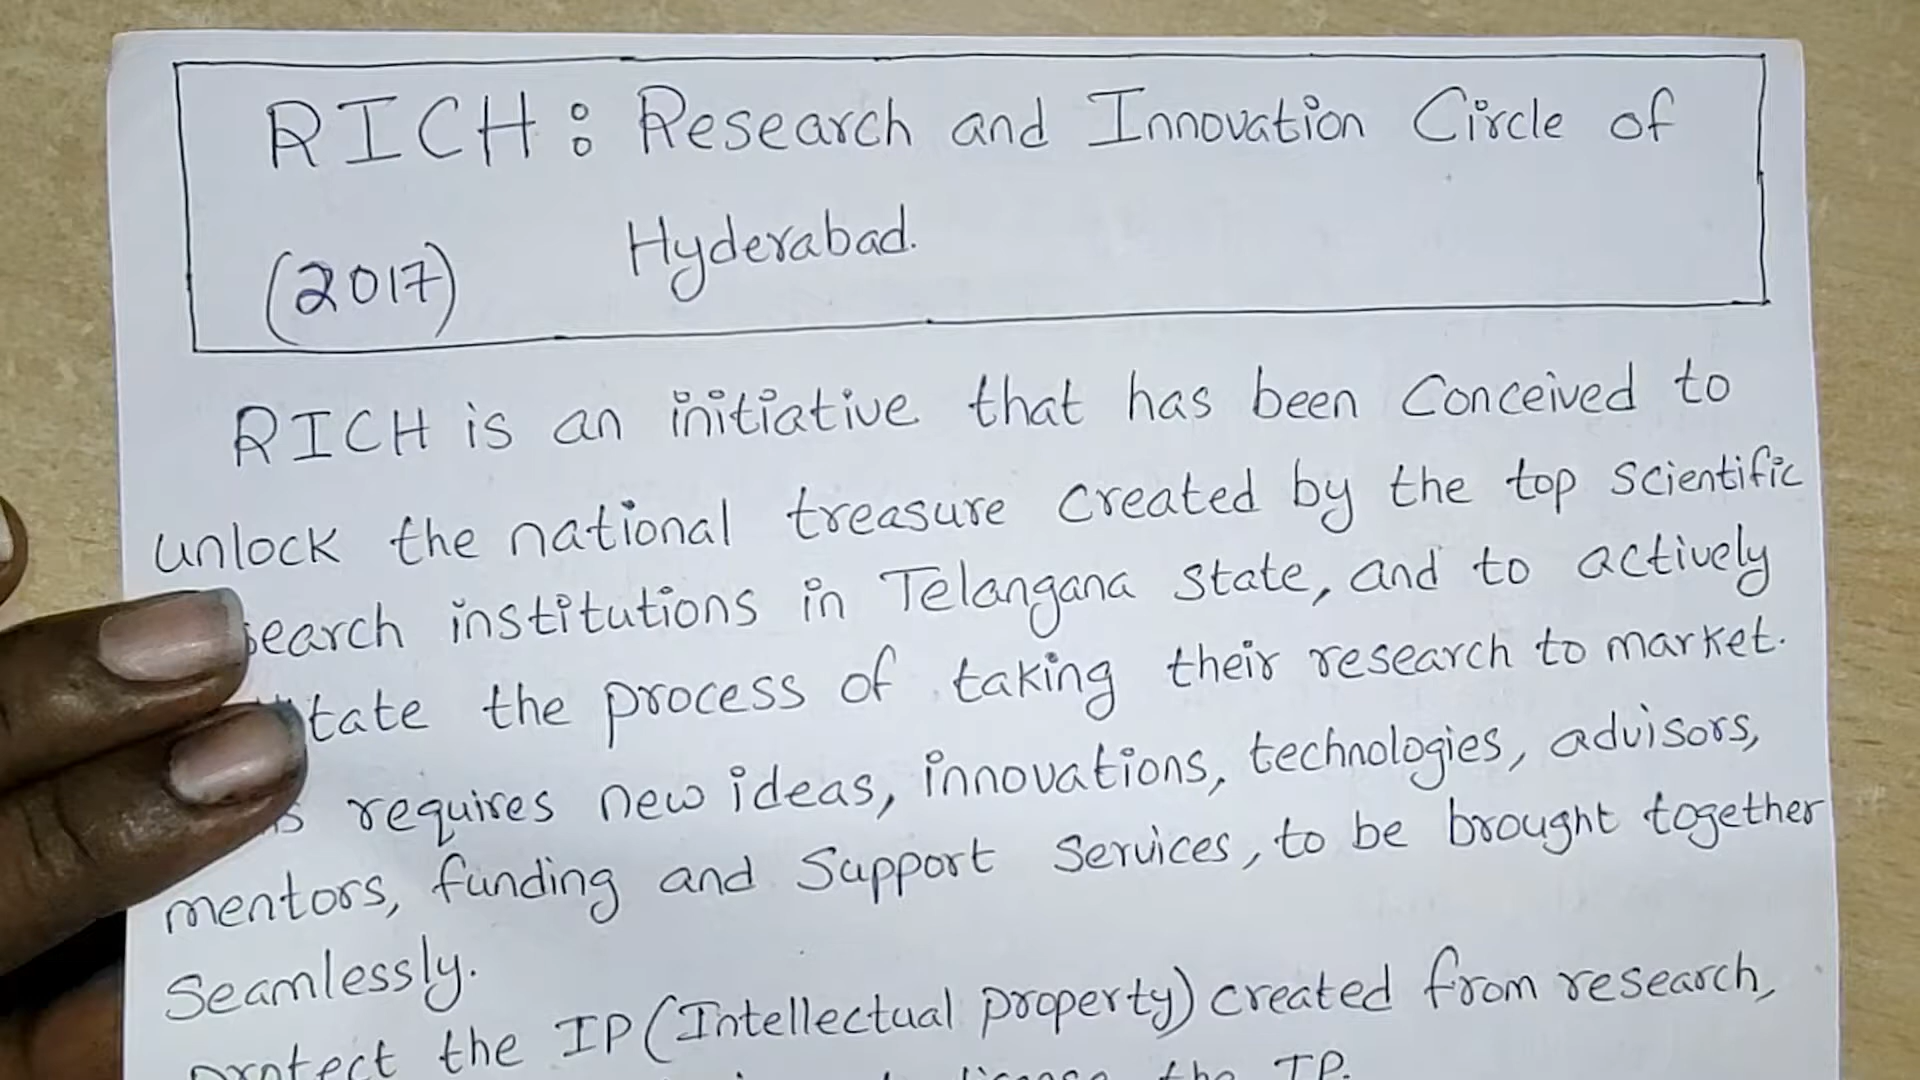 RICH: Research and Innovation Circle of
(2017) Hyderabad.
RICH is an initiative that has been conceived to
unlock the national treasure created by the top scientific
institutions in Telangana state, and to actively
the process of taking their research to market.
requires new ideas, innovations, technologies, advisors,
mentors, funding and support services, to be brought together
seamlessly.
protect the IP (Intellectual property) created from research,
the IP.